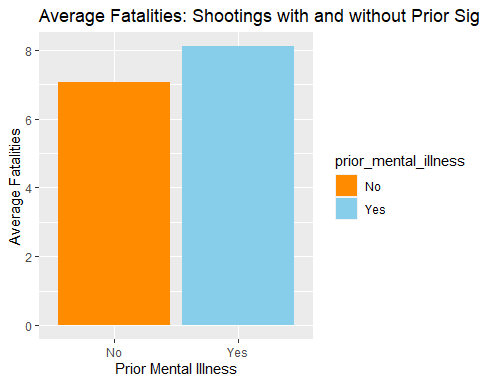 Average Fatalities: Shootings with and without Prior Sig
8
6
4
2
0
Average Fatalities
No
Yes
Prior Mental Illness
prior_mental_illness
No
Yes